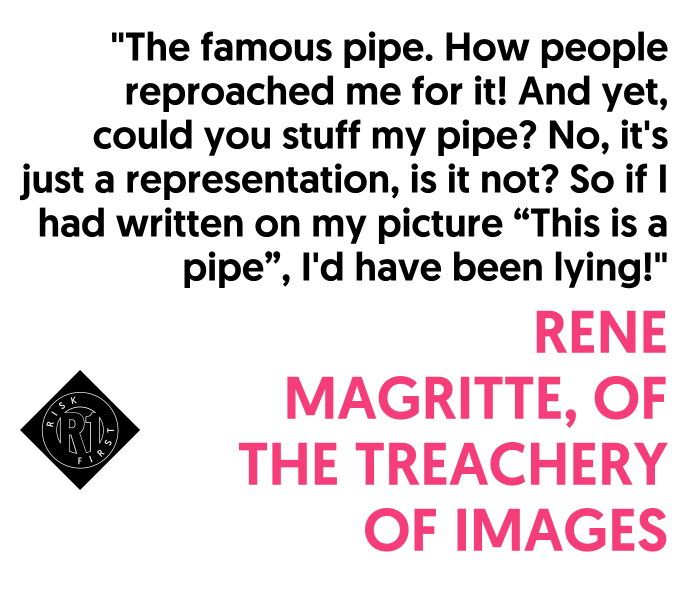 "The famous pipe. How people
reproached me for it! And yet,
could you stuff my pipe? No, it's
just a representation, is it not? So if I
had written on my picture “This is a
pipe”, I'd have been lying!"
RENE
MAGRITTE, OF
THE TREACHERY
OF IMAGES
RISK
R1
FIRST